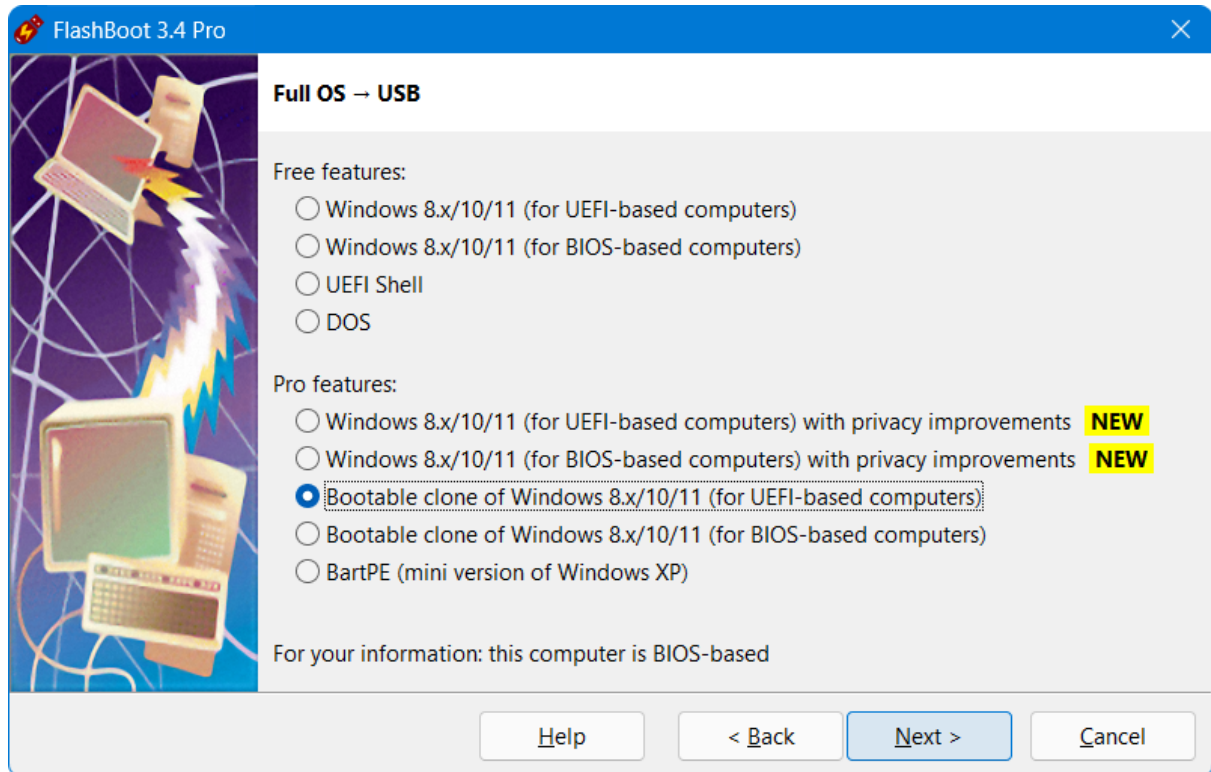 FlashBoot 3.4 Pro
Full OS → USB
Free features:
Windows 8.x/10/11 (for UEFI-based computers)
Windows 8.x/10/11 (for BIOS-based computers)
UEFI Shell
DOS
Pro features:
Windows 8.x/10/11 (for UEFI-based computers) with privacy improvements NEW
Windows 8.x/10/11 (for BIOS-based computers) with privacy improvements NEW
Bootable clone of Windows 8.x/10/11 (for UEFI-based computers)
Bootable clone of Windows 8.x/10/11 (for BIOS-based computers)
BartPE (mini version of Windows XP)
For your information: this computer is BIOS-based
Help < Back Next > Cancel